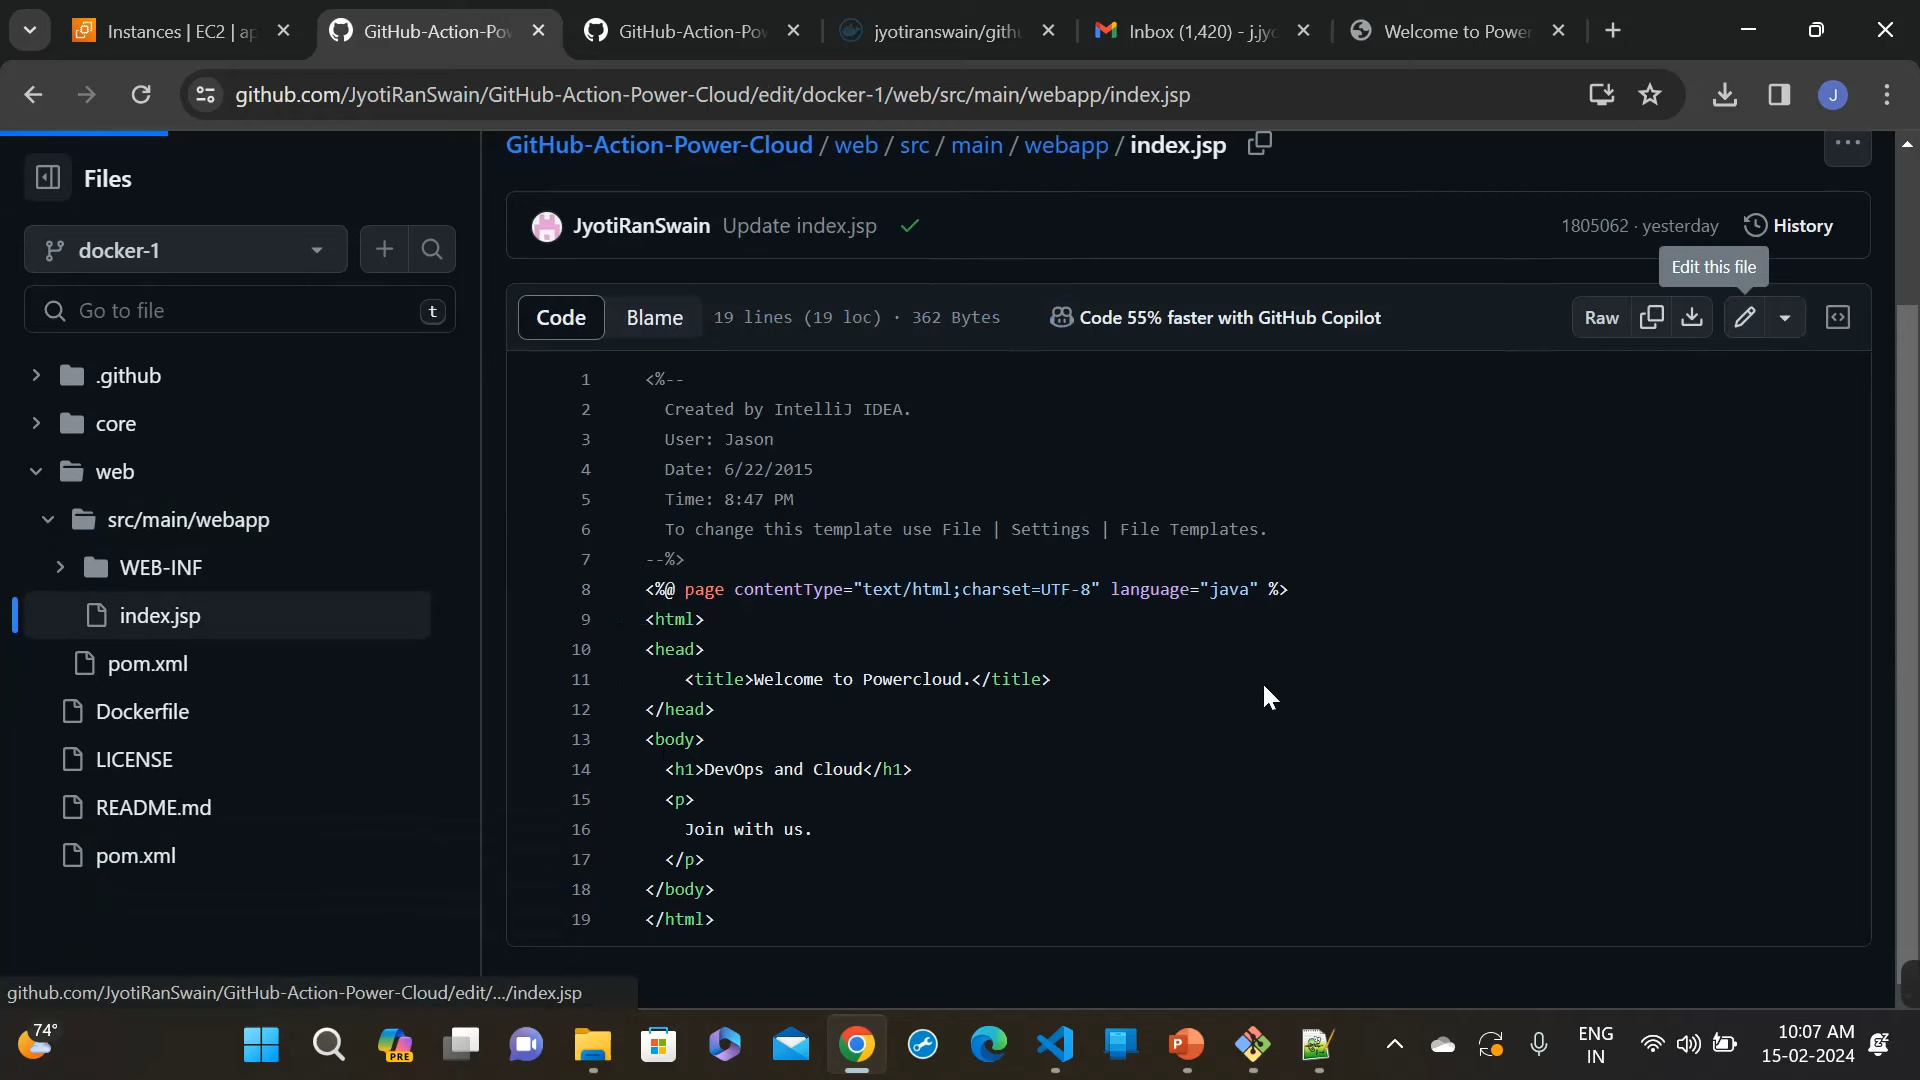 Instances | EC2 | ap
GitHub-Action-Po
GitHub-Action-Po
jyotiranswain/gith
Inbox (1,420) - j.jyo
Welcome to Power
github.com/JyotiRanSwain/GitHub-Action-Power-Cloud/edit/docker-1/web/src/main/webapp/index.jsp
J
Files
GitHub-Action-Power-Cloud / web / src / main / webapp / index.jsp
JyotiRanSwain Update index.jsp
1805062 · yesterday
History
docker-1
Edit this file
Go to file
t
Code
Blame
19 lines (19 loc) · 362 Bytes
Code 55% faster with GitHub Copilot
Raw
.github
core
web
src/main/webapp
WEB-INF
index.jsp
pom.xml
Dockerfile
LICENSE
README.md
pom.xml
1 <%--
2 Created by IntelliJ IDEA.
3 User: Jason
4 Date: 6/22/2015
5 Time: 8:47 PM
6 To change this template use File | Settings | File Templates.
7 --%>
8 <%@ page contentType="text/html;charset=UTF-8" language="java" %>
9 <html>
10 <head>
11 <title>Welcome to Powercloud.</title>
12 </head>
13 <body>
14 <h1>DevOps and Cloud</h1>
15 <p>
16 Join with us.
17 </p>
18 </body>
19 </html>
github.com/JyotiRanSwain/GitHub-Action-Power-Cloud/edit/.../index.jsp
74°
PRE
ENG
IN
10:07 AM
15-02-2024